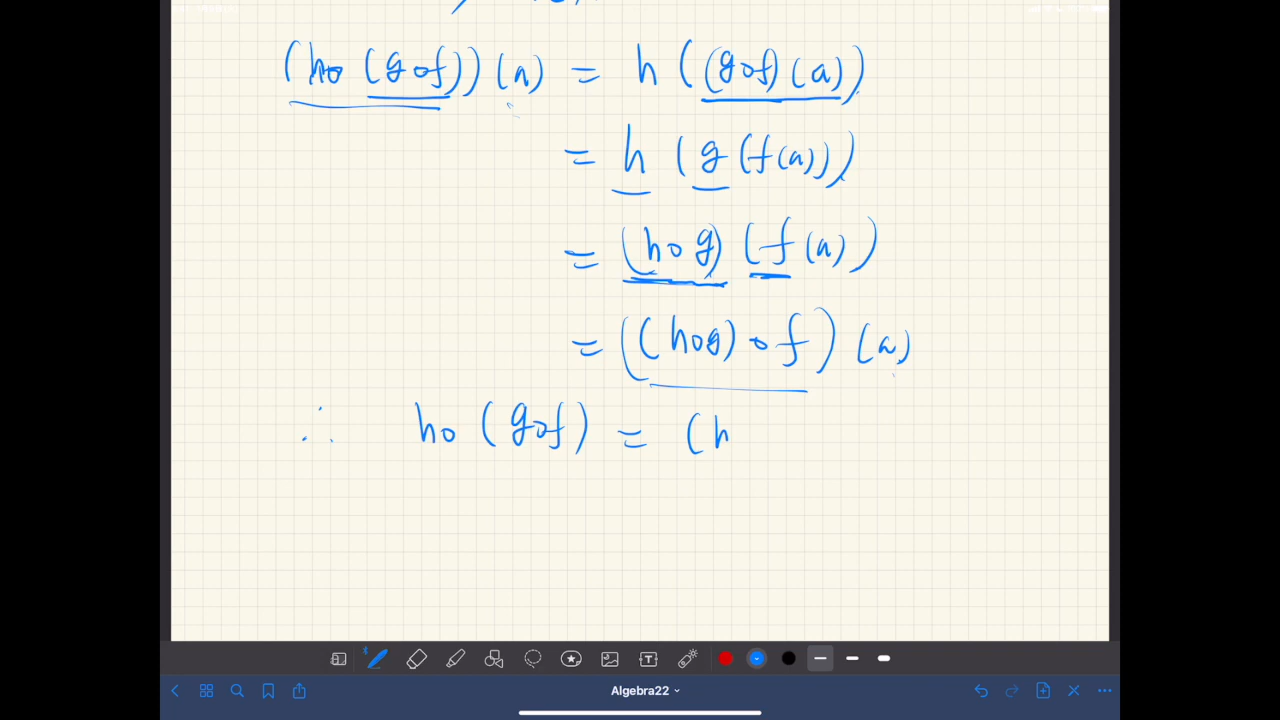 (h∘(g∘f))(a) = h((g∘f)(a))
= h(g(f(a)))
= (h∘g)(f(a))
= ((h∘g)∘f)(a)
∴ h∘(g∘f) = (h
Algebra22